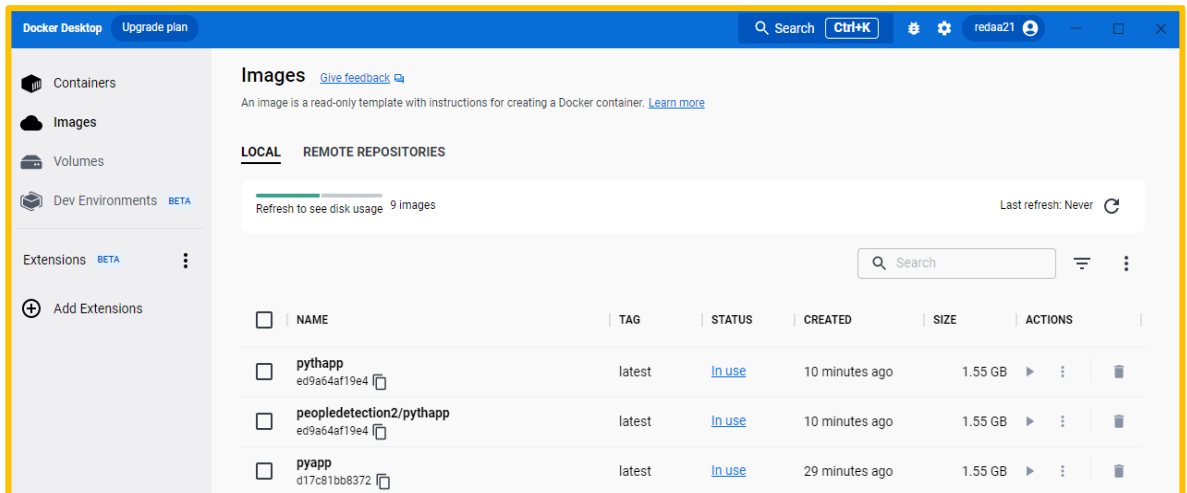 Docker Desktop Upgrade plan Search Ctrl+K redaa21
Containers
Images
Volumes
Dev Environments BETA
Extensions BETA
Add Extensions
Images Give feedback
An image is a read-only template with instructions for creating a Docker container. Learn more
LOCAL REMOTE REPOSITORIES
Refresh to see disk usage 9 images Last refresh: Never
Search
NAME TAG STATUS CREATED SIZE ACTIONS
pythapp
ed9a64af19e4 latest In use 10 minutes ago 1.55 GB
peopledetection2/pythapp
ed9a64af19e4 latest In use 10 minutes ago 1.55 GB
pyapp
d17c81bb8372 latest In use 29 minutes ago 1.55 GB